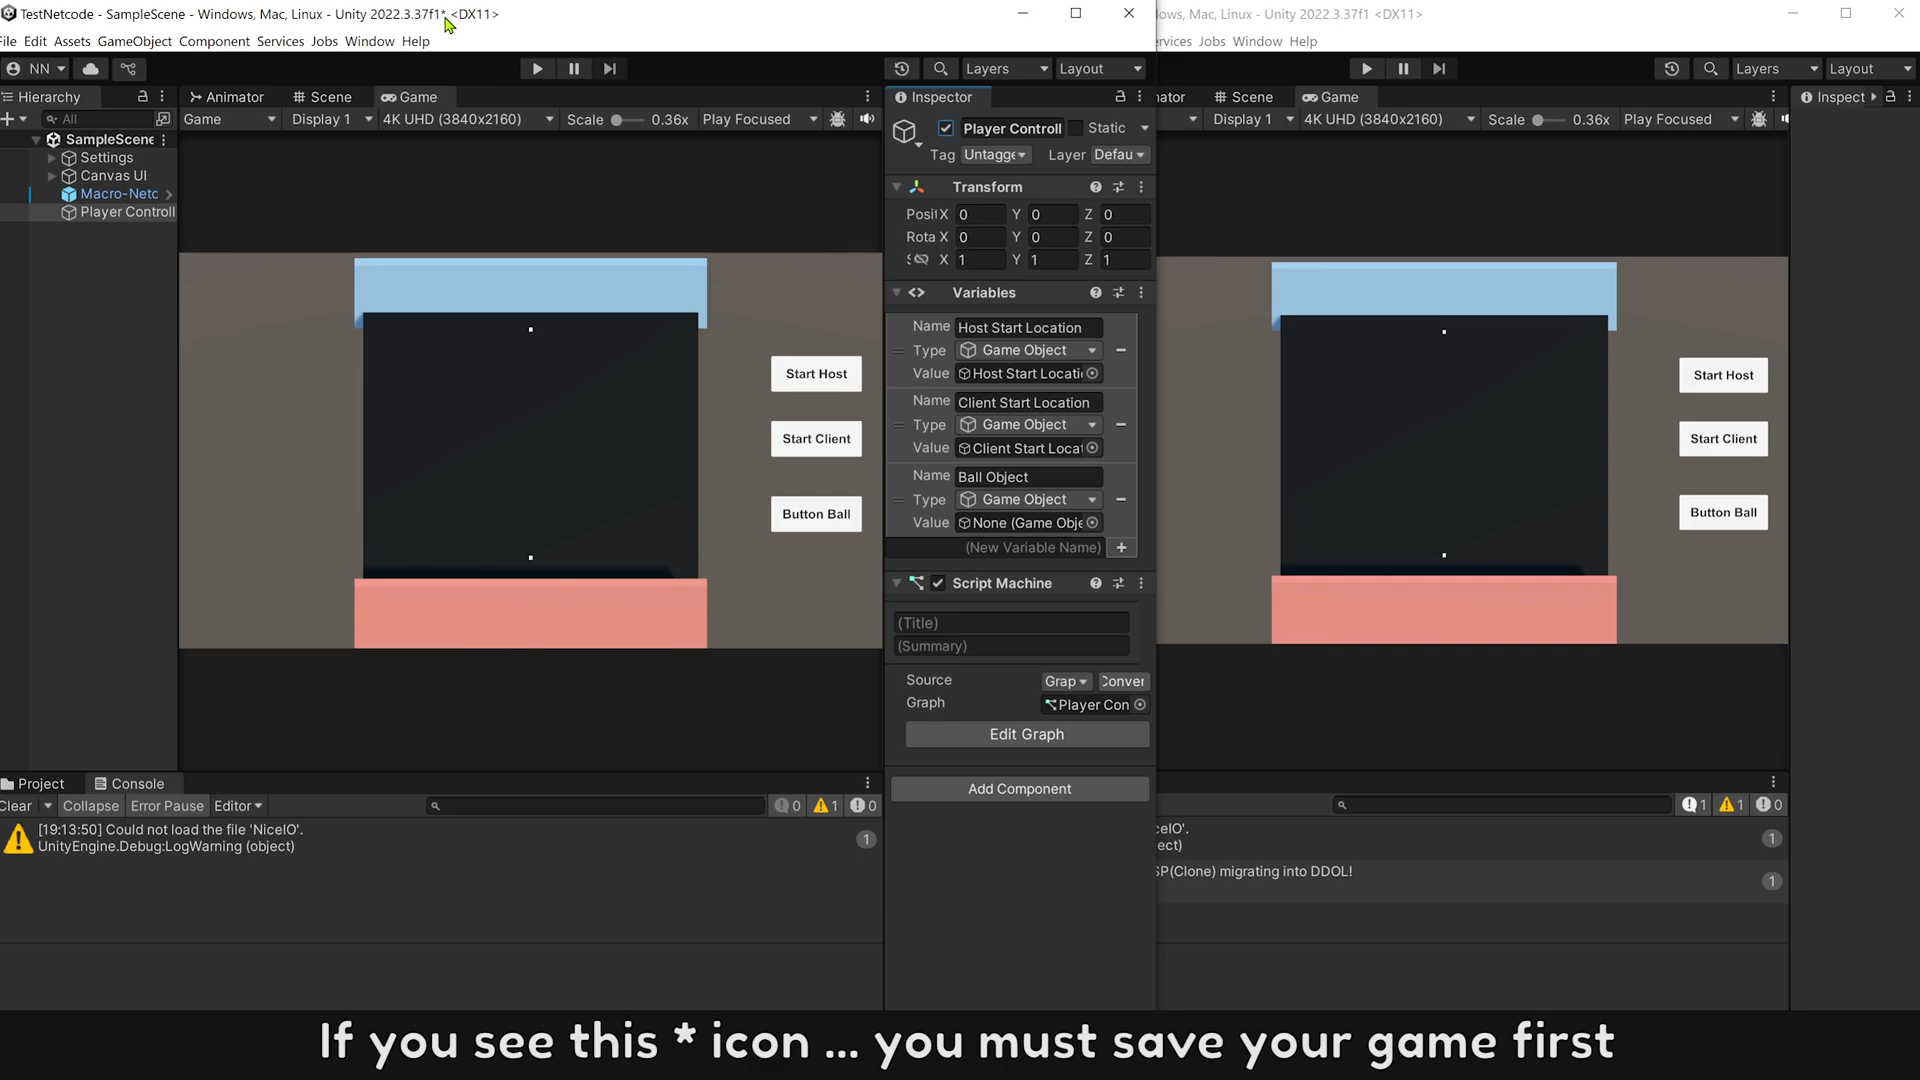 TestNetcode - SampleScene - Windows, Mac, Linux - Unity 2022.3.37f1* <DX11>
File Edit Assets GameObject Component Services Jobs Window Help
NN
Layers Layout
Hierarchy
All
SampleScene
Settings
Canvas UI
Macro-Netc
Player Controll
Animator Scene Game
Game Display 1 4K UHD (3840x2160) Scale 0.36x Play Focused
Start Host
Start Client
Button Ball
Inspector
Player Controll Static
Tag Untagge Layer Defau
Transform
Posi X 0 Y 0 Z 0
Rota X 0 Y 0 Z 0
X 1 Y 1 Z 1
Variables
Name Host Start Location
Type Game Object
Value Host Start Locati
Name Client Start Location
Type Game Object
Value Client Start Locat
Name Ball Object
Type Game Object
Value None (Game Obje
(New Variable Name)
Script Machine
(Title)
(Summary)
Source Grap Conver
Graph Player Con
Edit Graph
Add Component
Project Console
Clear Collapse Error Pause Editor
0 1 0
[19:13:50] Could not load the file 'NiceIO'.
UnityEngine.Debug:LogWarning (object)
1
lows, Mac, Linux - Unity 2022.3.37f1 <DX11>
ervices Jobs Window Help
Layers Layout
nator Scene Game
Display 1 4K UHD (3840x2160) Scale 0.36x Play Focused
Inspect
Start Host
Start Client
Button Ball
1 1 0
ceIO'.
ect)
1
SP(Clone) migrating into DDOL!
1
If you see this * icon ... you must save your game first